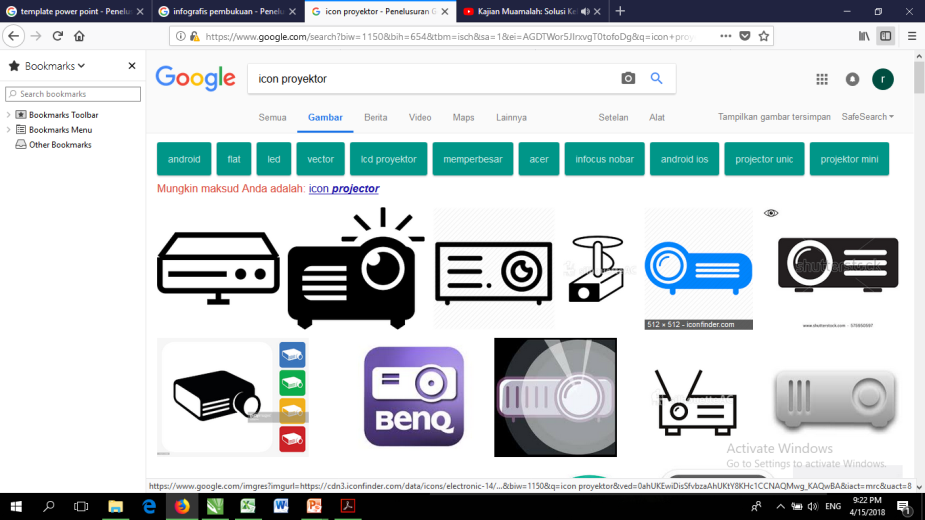 template power point - Penelus
infografis pembukuan - Penelus
icon proyektor - Penelusuran G
Kajian Muamalah: Solusi Ke
https://www.google.com/search?biw=1150&bih=654&tbm=isch&sa=1&ei=AGDTWor5JIrxvgT0tofoDg&q=icon+proy
Bookmarks
Search bookmarks
Bookmarks Toolbar
Bookmarks Menu
Other Bookmarks
Google
icon proyektor
Semua Gambar Berita Video Maps Lainnya Setelan Alat Tampilkan gambar tersimpan SafeSearch
android flat led vector lcd proyektor memperbesar acer infocus nobar android ios projector unic projektor mini
Mungkin maksud Anda adalah: icon projector
shutterstock
512 × 512 - iconfinder.com
www.shutterstock.com
BenQ
Activate Windows
Go to Settings to activate Windows.
https://www.google.com/imgres?imgurl=https://cdn3.iconfinder.com/data/icons/electronic-14/...&biw=1150&q=icon proyektor&ved=0ahUKEwiDisSfvbzaAhUKtY8KHc1CCNAQMwg_KAQwBA&iact=mrc&uact=8
ENG
9:22 PM
4/15/2018